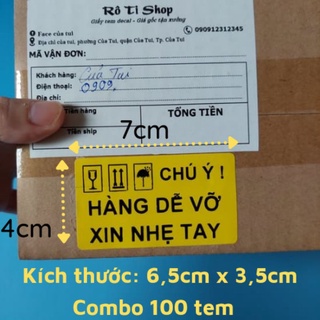 Rô Ti Shop
Giấy tem decal - Giá gốc tận xưởng
Face của tui
090912312345
Địa chỉ của tui, phường Của Tui, quận Của Tui, Tp. Của Tui
MÃ VẬN ĐƠN:
Khách hàng: Của Tui
Điện thoại: 0909.
Địa chỉ:
Tiền hàng
TỔNG TIỀN
Tiền ship
7cm
4cm
CHÚ Ý !
HÀNG DỄ VỠ
XIN NHẸ TAY
Kích thước: 6,5cm x 3,5cm
Combo 100 tem